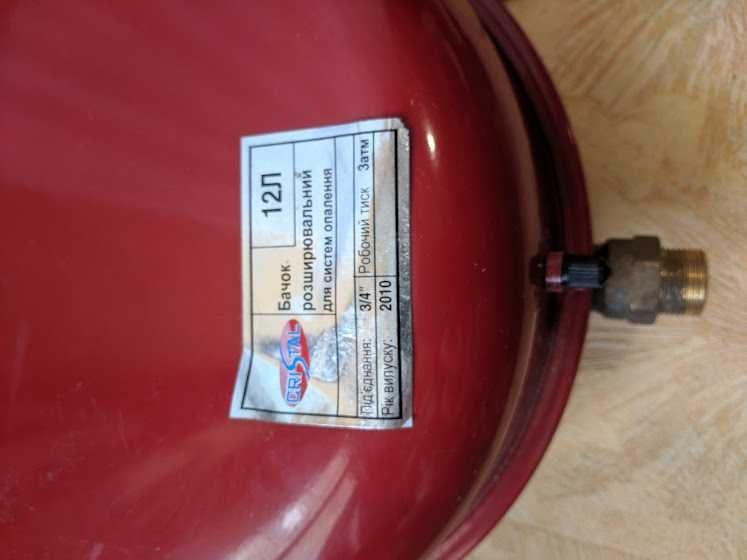 CRISTAL
12Л
Бачок
розширювальний
для систем опалення
Під'єднання: 3/4" Робочий тиск 3атм
Рік випуску: 2010